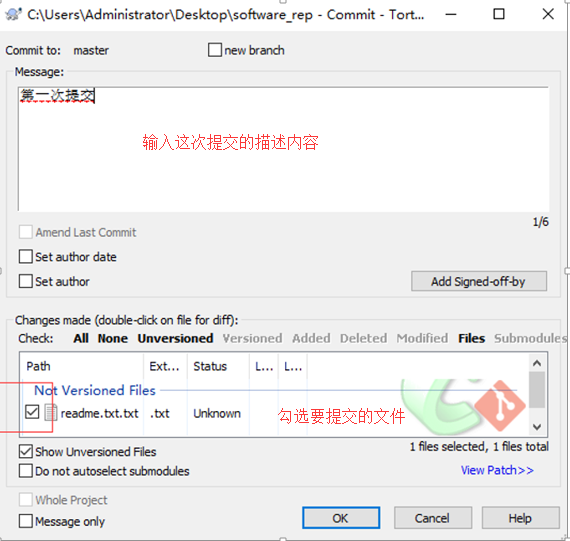 C:\Users\Administrator\Desktop\software_rep - Commit - Tort...
Commit to: master new branch
Message:
第一次提交
输入这次提交的描述内容
1/6
Amend Last Commit
Set author date
Set author
Add Signed-off-by
Changes made (double-click on file for diff):
Check: All None Unversioned Versioned Added Deleted Modified Files Submodules
Path Ext... Status L... L...
Not Versioned Files
readme.txt.txt .txt Unknown
勾选要提交的文件
Show Unversioned Files
1 files selected, 1 files total
Do not autoselect submodules
View Patch>>
Whole Project
Message only
OK Cancel Help